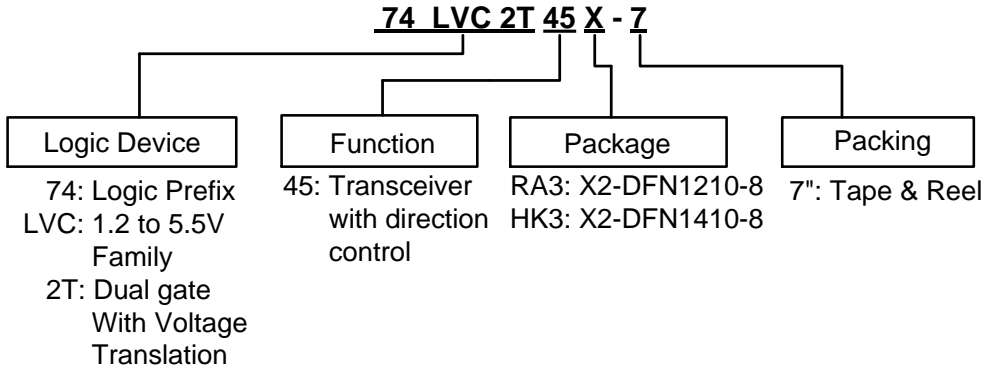 74 LVC 2T 45 X - 7
Logic Device
74: Logic Prefix
LVC: 1.2 to 5.5V
Family
2T: Dual gate
With Voltage
Translation
Function
45: Transceiver
with direction
control
Package
RA3: X2-DFN1210-8
HK3: X2-DFN1410-8
Packing
7": Tape & Reel